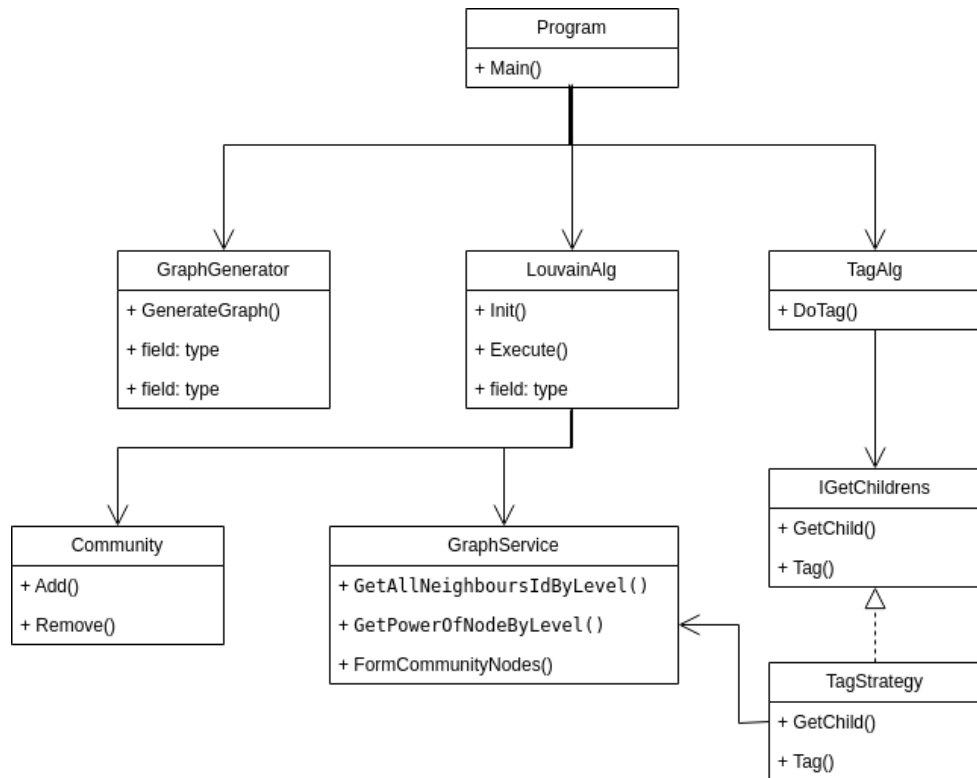 Program
+ Main()
GraphGenerator
+ GenerateGraph()
+ field: type
+ field: type
LouvainAlg
+ Init()
+ Execute()
+ field: type
TagAlg
+ DoTag()
IGetChildrens
+ GetChild()
+ Tag()
Community
+ Add()
+ Remove()
GraphService
+ GetAllNeighboursIdByLevel()
+ GetPowerOfNodeByLevel()
+ FormCommunityNodes()
TagStrategy
+ GetChild()
+ Tag()